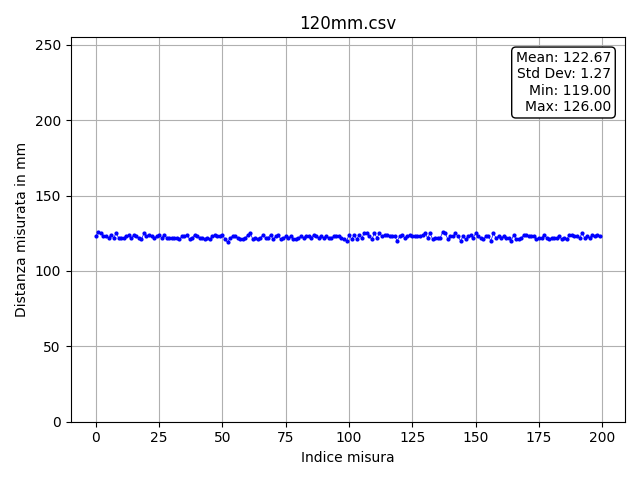 120mm.csv
Mean: 122.67
Std Dev: 1.27
Min: 119.00
Max: 126.00
250
200
150
100
50
0
Distanza misurata in mm
0 25 50 75 100 125 150 175 200
Indice misura